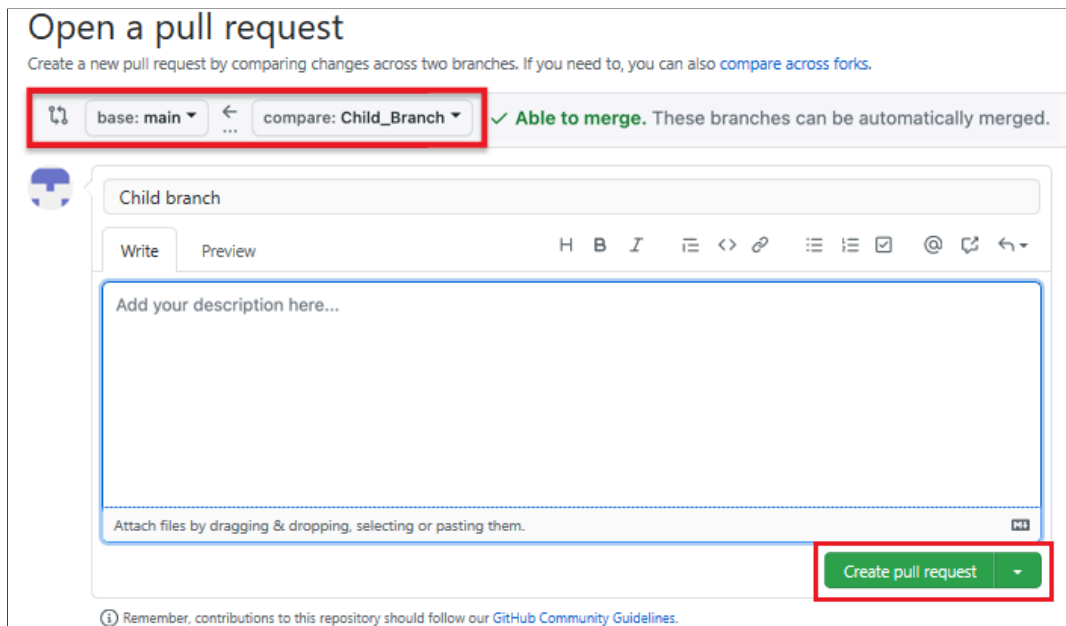 Open a pull request
Create a new pull request by comparing changes across two branches. If you need to, you can also compare across forks.
base: main ← ... compare: Child_Branch ✓ Able to merge. These branches can be automatically merged.
Child branch
Write Preview H B I <> @
Add your description here...
Attach files by dragging & dropping, selecting or pasting them.
Create pull request
Remember, contributions to this repository should follow our GitHub Community Guidelines.